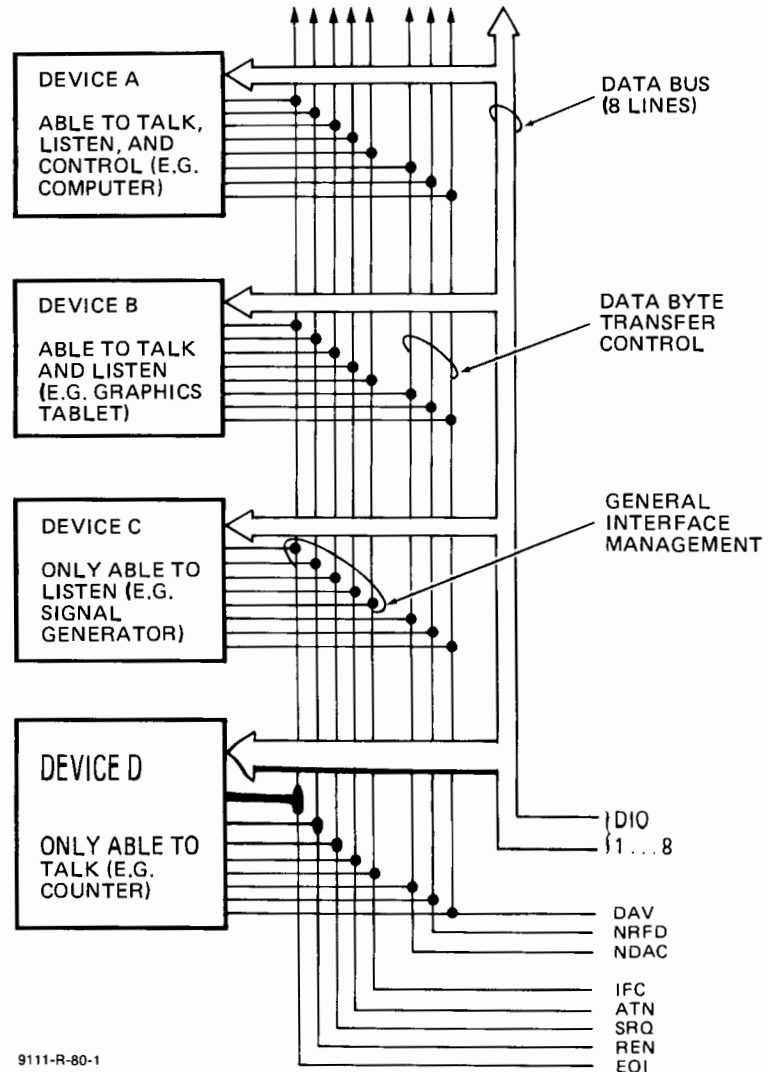 DEVICE A
ABLE TO TALK,
LISTEN, AND
CONTROL (E.G.
COMPUTER)
DATA BUS
(8 LINES)
DEVICE B
ABLE TO TALK
AND LISTEN
(E.G. GRAPHICS
TABLET)
DATA BYTE
TRANSFER
CONTROL
DEVICE C
ONLY ABLE TO
LISTEN (E.G.
SIGNAL
GENERATOR)
GENERAL
INTERFACE
MANAGEMENT
DEVICE D
ONLY ABLE TO
TALK (E.G.
COUNTER)
DIO
1...8
DAV
NRFD
NDAC
IFC
ATN
SRQ
REN
EOI
9111-R-80-1